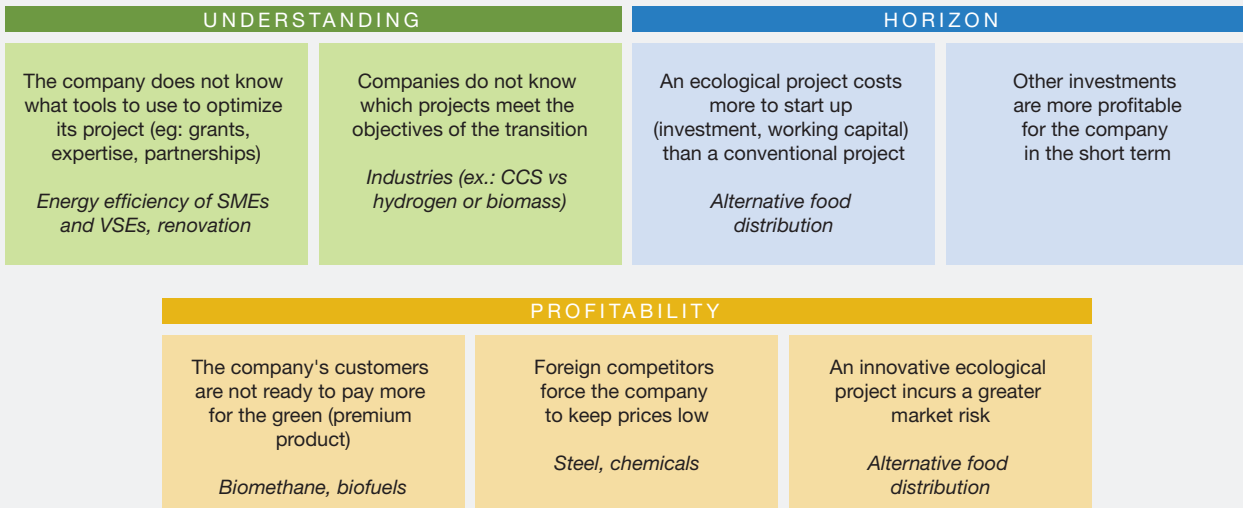 UNDERSTANDING
The company does not know
what tools to use to optimize
its project (eg: grants,
expertise, partnerships)
Energy efficiency of SMEs
and VSEs, renovation
Companies do not know
which projects meet the
objectives of the transition
Industries (ex.: CCS vs
hydrogen or biomass)
HORIZON
An ecological project costs
more to start up
(investment, working capital)
than a conventional project
Alternative food
distribution
Other investments
are more profitable
for the company
in the short term
PROFITABILITY
The company's customers
are not ready to pay more
for the green (premium
product)
Biomethane, biofuels
Foreign competitors
force the company
to keep prices low
Steel, chemicals
An innovative ecological
project incurs a greater
market risk
Alternative food
distribution